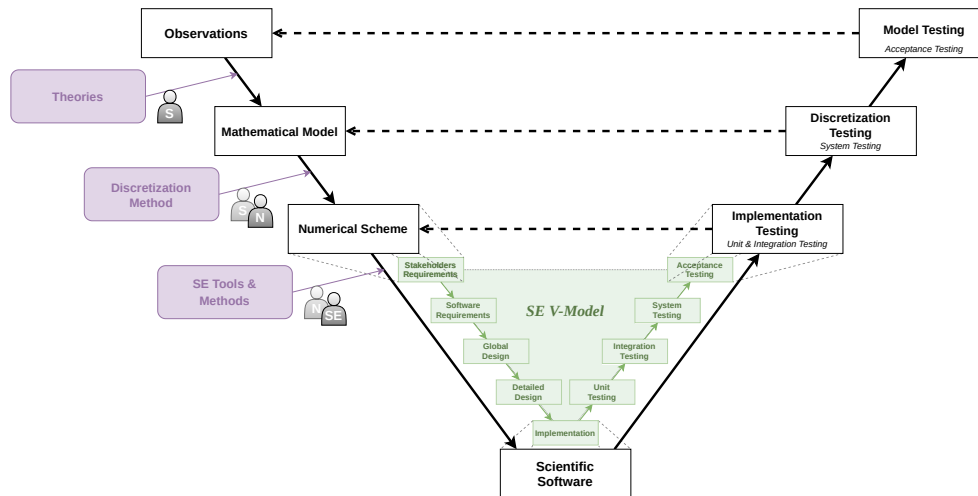 Observations
Model Testing
Acceptance Testing
Theories
S
Mathematical Model
Discretization
Testing
System Testing
Discretization
Method
S
N
Numerical Scheme
Implementation
Testing
Unit & Integration Testing
SE Tools &
Methods
N
SE
Stakeholders
Requirements
Acceptance
Testing
Software
Requirements
SE V-Model
System
Testing
Global
Design
Integration
Testing
Detailed
Design
Unit
Testing
Implementation
Scientific
Software